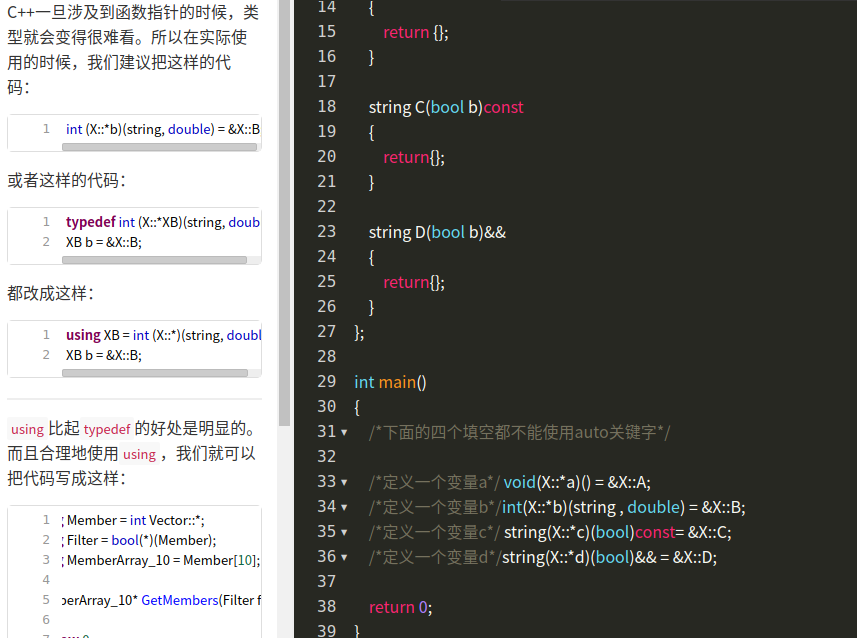 C++一旦涉及到函数指针的时候，类
型就会变得很难看。所以在实际使
用的时候，我们建议把这样的代
码：
1 int (X::*b)(string, double) = &X::B
或者这样的代码：
1 typedef int (X::*XB)(string, doub
2 XB b = &X::B;
都改成这样：
1 using XB = int (X::*)(string, doubl
2 XB b = &X::B;
using 比起 typedef 的好处是明显的。
而且合理地使用 using ，我们就可以
把代码写成这样：
1 ; Member = int Vector::*;
2 ; Filter = bool(*)(Member);
3 ; MemberArray_10 = Member[10];
4
5 berArray_10* GetMembers(Filter f
6
14 {
15 return {};
16 }
17
18 string C(bool b)const
19 {
20 return{};
21 }
22
23 string D(bool b)&&
24 {
25 return{};
26 }
27 };
28
29 int main()
30 {
31 /*下面的四个填空都不能使用auto关键字*/
32
33 /*定义一个变量a*/ void(X::*a)() = &X::A;
34 /*定义一个变量b*/int(X::*b)(string , double) = &X::B;
35 /*定义一个变量c*/ string(X::*c)(bool)const= &X::C;
36 /*定义一个变量d*/string(X::*d)(bool)&& = &X::D;
37
38 return 0;
39 }